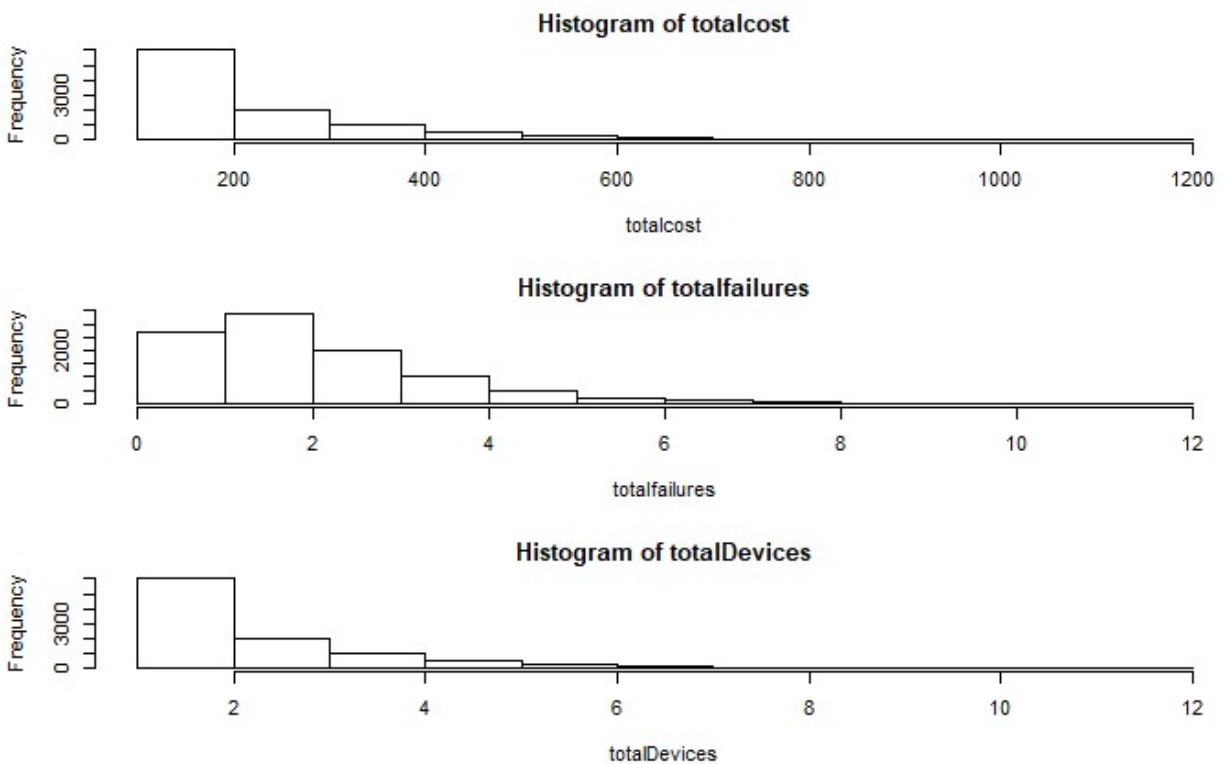 Histogram of totalcost
Frequency
0 3000
200 400 600 800 1000 1200
totalcost
Histogram of totalfailures
Frequency
0 2000
0 2 4 6 8 10 12
totalfailures
Histogram of totalDevices
Frequency
0 3000
2 4 6 8 10 12
totalDevices